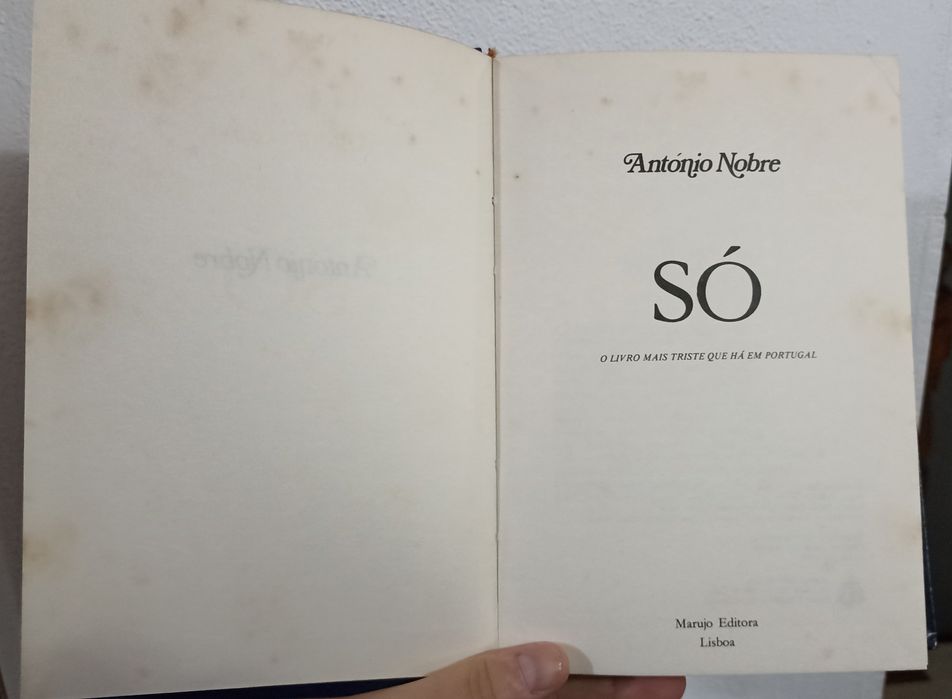 António Nobre
SÓ
O LIVRO MAIS TRISTE QUE HÁ EM PORTUGAL
Marujo Editora
Lisboa